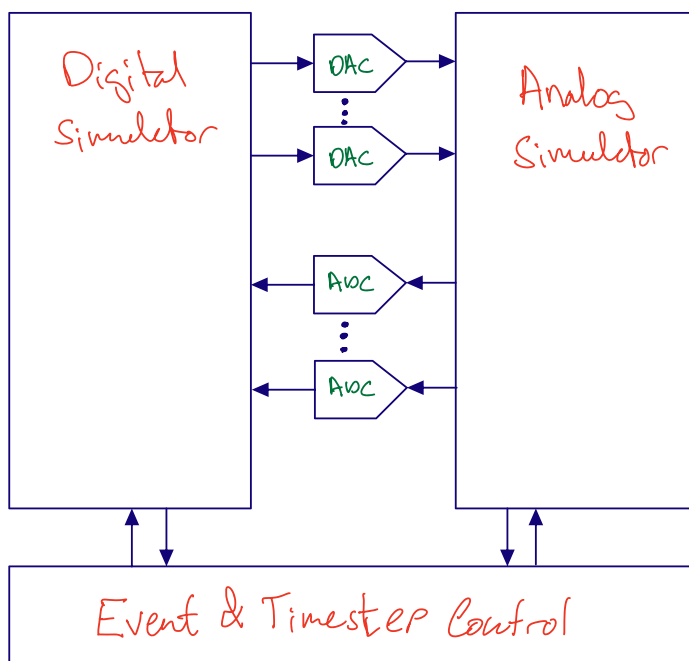 Digital
Simulator
DAC
DAC
ADC
ADC
Analog
Simulator
Event & Timestep Control